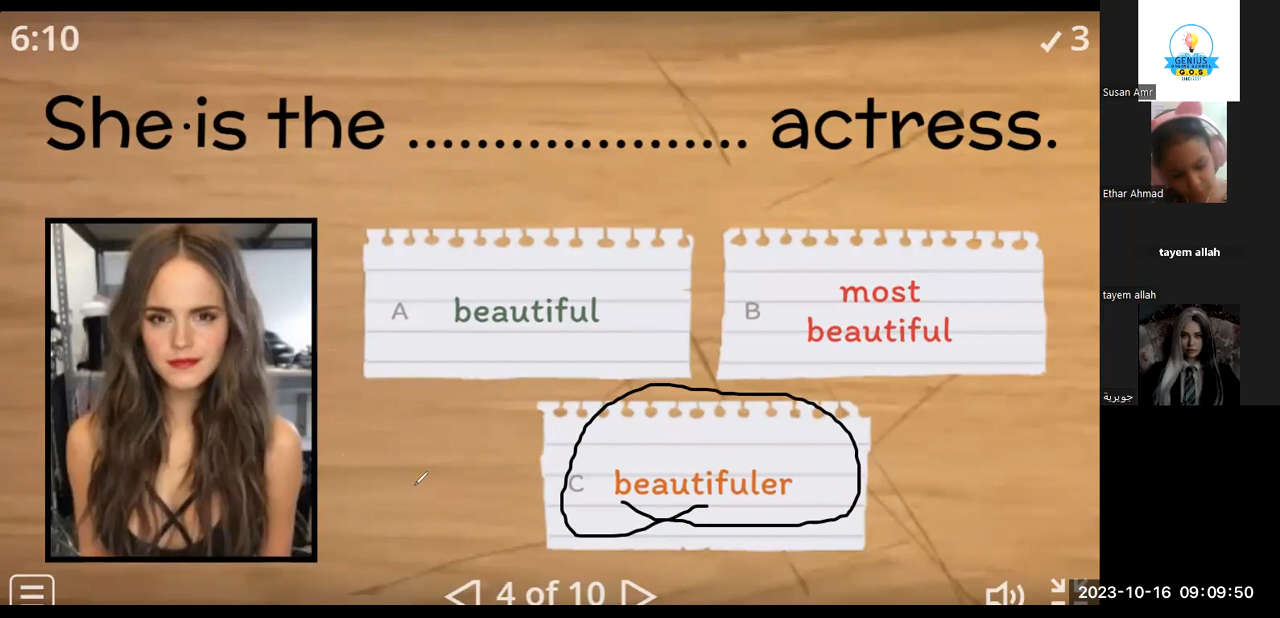 6:10
✓ 3
She is the ................... actress.
A beautiful
B most
beautiful
C beautifuler
4 of 10
GENIUS
G.O.S
Susan Amr
Ethar Ahmad
tayem allah
tayem allah
جويرية
2023-10-16 09:09:50